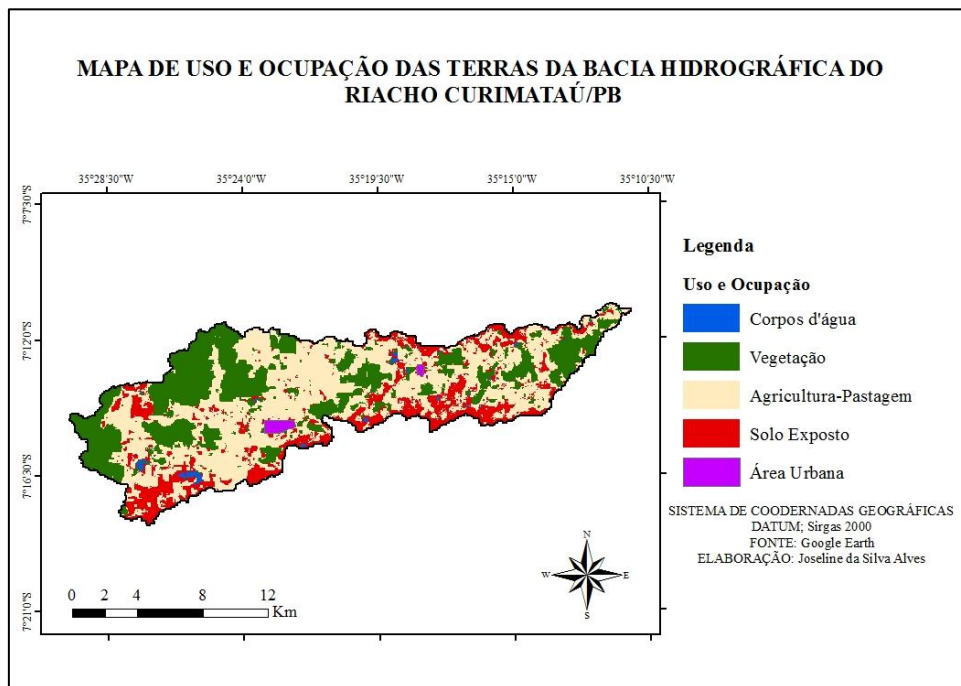 MAPA DE USO E OCUPAÇÃO DAS TERRAS DA BACIA HIDROGRÁFICA DO
RIACHO CURIMATAÚ/PB
35°28'30"W
35°24'0"W
35°19'30"W
35°15'0"W
35°10'30"W
7°7'30"S
7°12'0"S
7°16'30"S
7°21'0"S
Legenda
Uso e Ocupação
Corpos d'água
Vegetação
Agricultura-Pastagem
Solo Exposto
Área Urbana
SISTEMA DE COODERNADAS GEOGRÁFICAS
DATUM; Sirgas 2000
FONTE: Google Earth
ELABORAÇÃO: Joseline da Silva Alves
N
W
E
S
0 2 4 8 12
Km